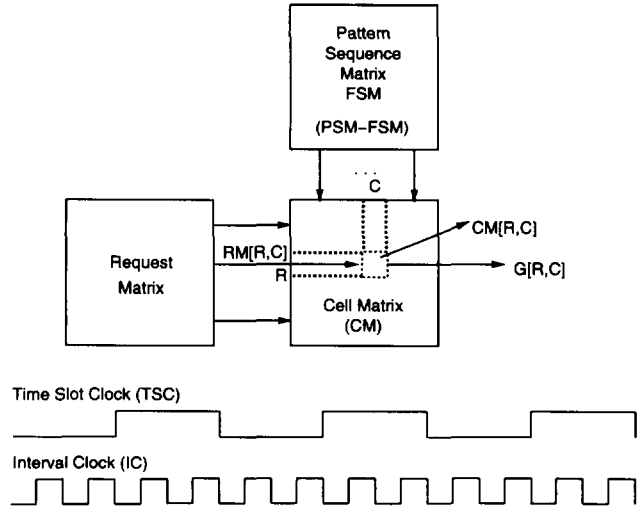 Pattern
Sequence
Matrix
FSM
(PSM–FSM)
. . .
C
CM[R,C]
RM[R,C]
Request
Matrix
R
G[R,C]
Cell Matrix
(CM)
Time Slot Clock (TSC)
Interval Clock (IC)